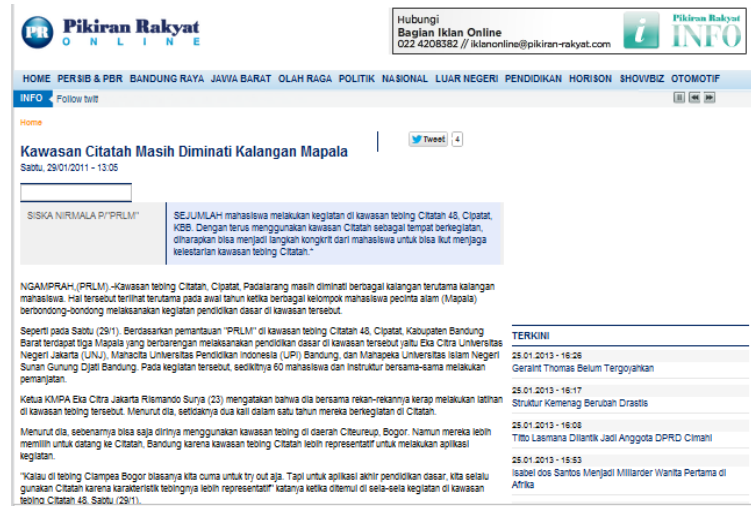 PR Pikiran Rakyat
O N L I N E
Hubungi
Bagian Iklan Online
022 4208382 // iklanonline@pikiran-rakyat.com
i
Pikiran Rakyat
INFO
HOME PERSIB & PBR BANDUNG RAYA JAWA BARAT OLAH RAGA POLITIK NASIONAL LUAR NEGERI PENDIDIKAN HORISON SHOWBIZ OTOMOTIF
INFO Follow twitt
Home
Kawasan Citatah Masih Diminati Kalangan Mapala
Sabtu, 29/01/2011 - 13:05
Tweet 4
SISKA NIRMALA P/"PRLM"
SEJUMLAH mahasiswa melakukan kegiatan di kawasan tebing Citatah 48, Cipatat,
KBB. Dengan terus menggunakan kawasan Citatah sebagai tempat berkegiatan,
diharapkan bisa menjadi langkah kongkrit dari mahasiswa untuk bisa ikut menjaga
kelestarian kawasan tebing Citatah.*
NGAMPRAH,(PRLM).-Kawasan tebing Citatah, Cipatat, Padalarang masih diminati berbagai kalangan terutama kalangan
mahasiswa. Hal tersebut terlihat terutama pada awal tahun ketika berbagai kelompok mahasiswa pecinta alam (Mapala)
berbondong-bondong melaksanakan kegiatan pendidikan dasar di kawasan tersebut.
Seperti pada Sabtu (29/1). Berdasarkan pemantauan "PRLM" di kawasan tebing Citatah 48, Cipatat, Kabupaten Bandung
Barat terdapat tiga Mapala yang berbarengan melaksanakan pendidikan dasar di kawasan tersebut yaitu Eka Citra Universitas
Negeri Jakarta (UNJ), Mahacita Universitas Pendidikan Indonesia (UPI) Bandung, dan Mahapeka Universitas Islam Negeri
Sunan Gunung Djati Bandung. Pada kegiatan tersebut, sedikitnya 60 mahasiswa dan instruktur bersama-sama melakukan
pemanjatan.
Ketua KMPA Eka Citra Jakarta Rismando Surya (23) mengatakan bahwa dia bersama rekan-rekannya kerap melakukan latihan
di kawasan tebing tersebut. Menurut dia, setidaknya dua kali dalam satu tahun mereka berkegiatan di Citatah.
Menurut dia, sebenarnya bisa saja dirinya menggunakan kawasan tebing di daerah Citeureup, Bogor. Namun mereka lebih
memilih untuk datang ke Citatah, Bandung karena kawasan tebing Citatah lebih representatif untuk melakukan aplikasi
kegiatan.
"Kalau di tebing Ciampea Bogor biasanya kita cuma untuk try out aja. Tapi untuk aplikasi akhir pendidikan dasar, kita selalu
gunakan Citatah karena karakteristik tebingnya lebih representatif" katanya ketika ditemui di sela-sela kegiatan di kawasan
tebing Citatah 48, Sabtu (29/1).
TERKINI
25.01.2013 - 16:26
Geraint Thomas Belum Tergoyahkan
25.01.2013 - 16:17
Struktur Kemenag Berubah Drastis
25.01.2013 - 16:08
Titto Lasmana Dilantik Jadi Anggota DPRD Cimahi
25.01.2013 - 15:53
Isabel dos Santos Menjadi Miliarder Wanita Pertama di
Afrika